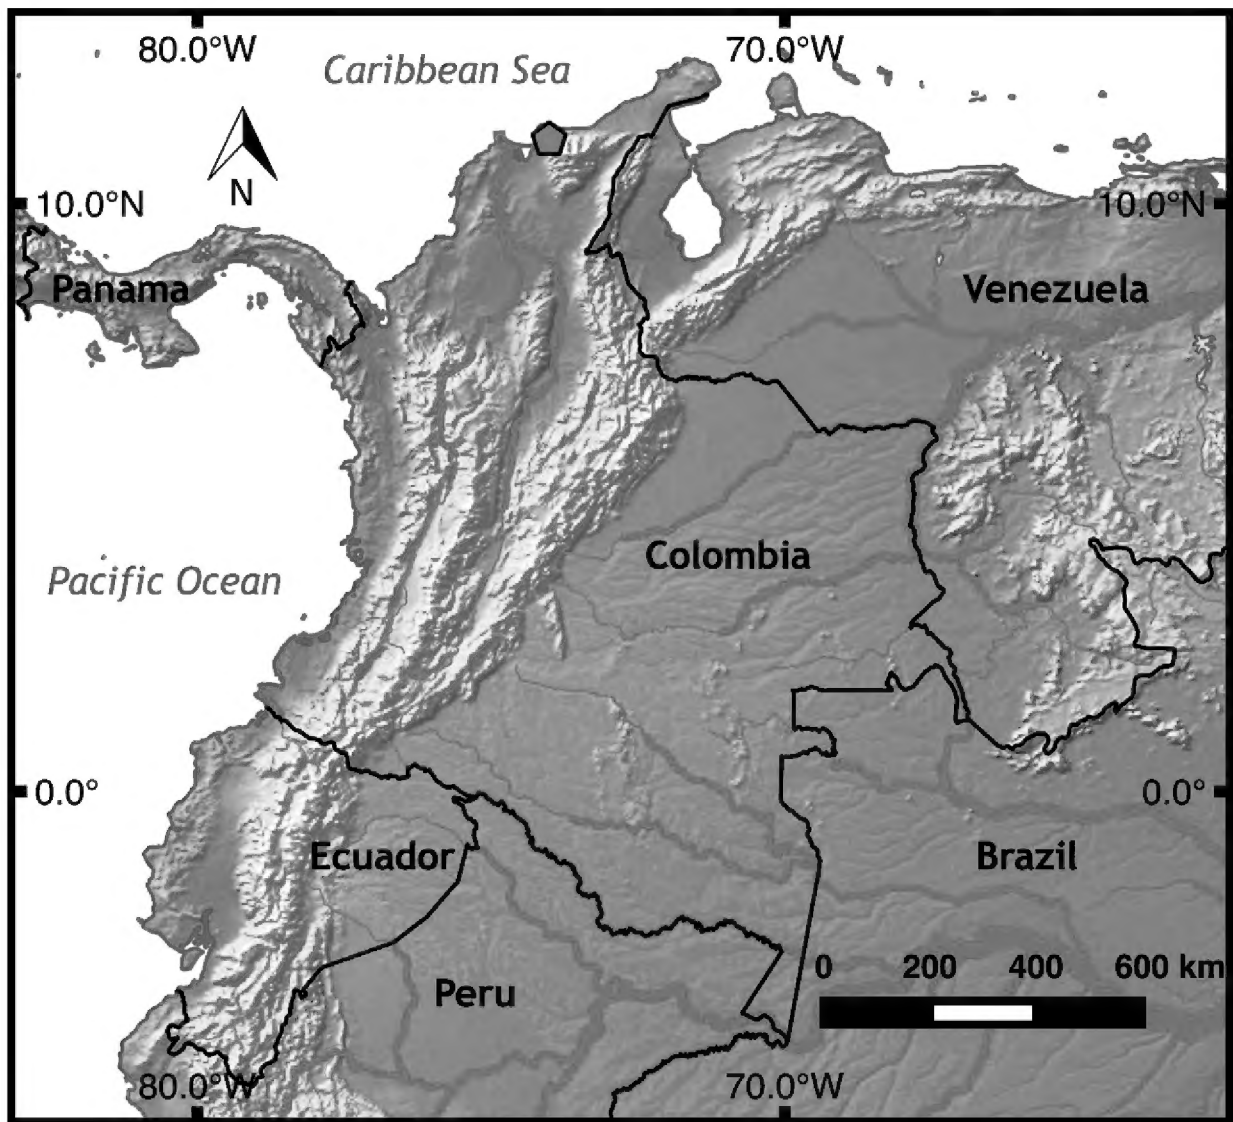 80.0°W 70.0°W
Caribbean Sea
N
10.0°N 10.0°N
Panama Venezuela
Colombia
Pacific Ocean
0.0° 0.0°
Ecuador Brazil
0 200 400 600 km
Peru
80.0°W 70.0°W